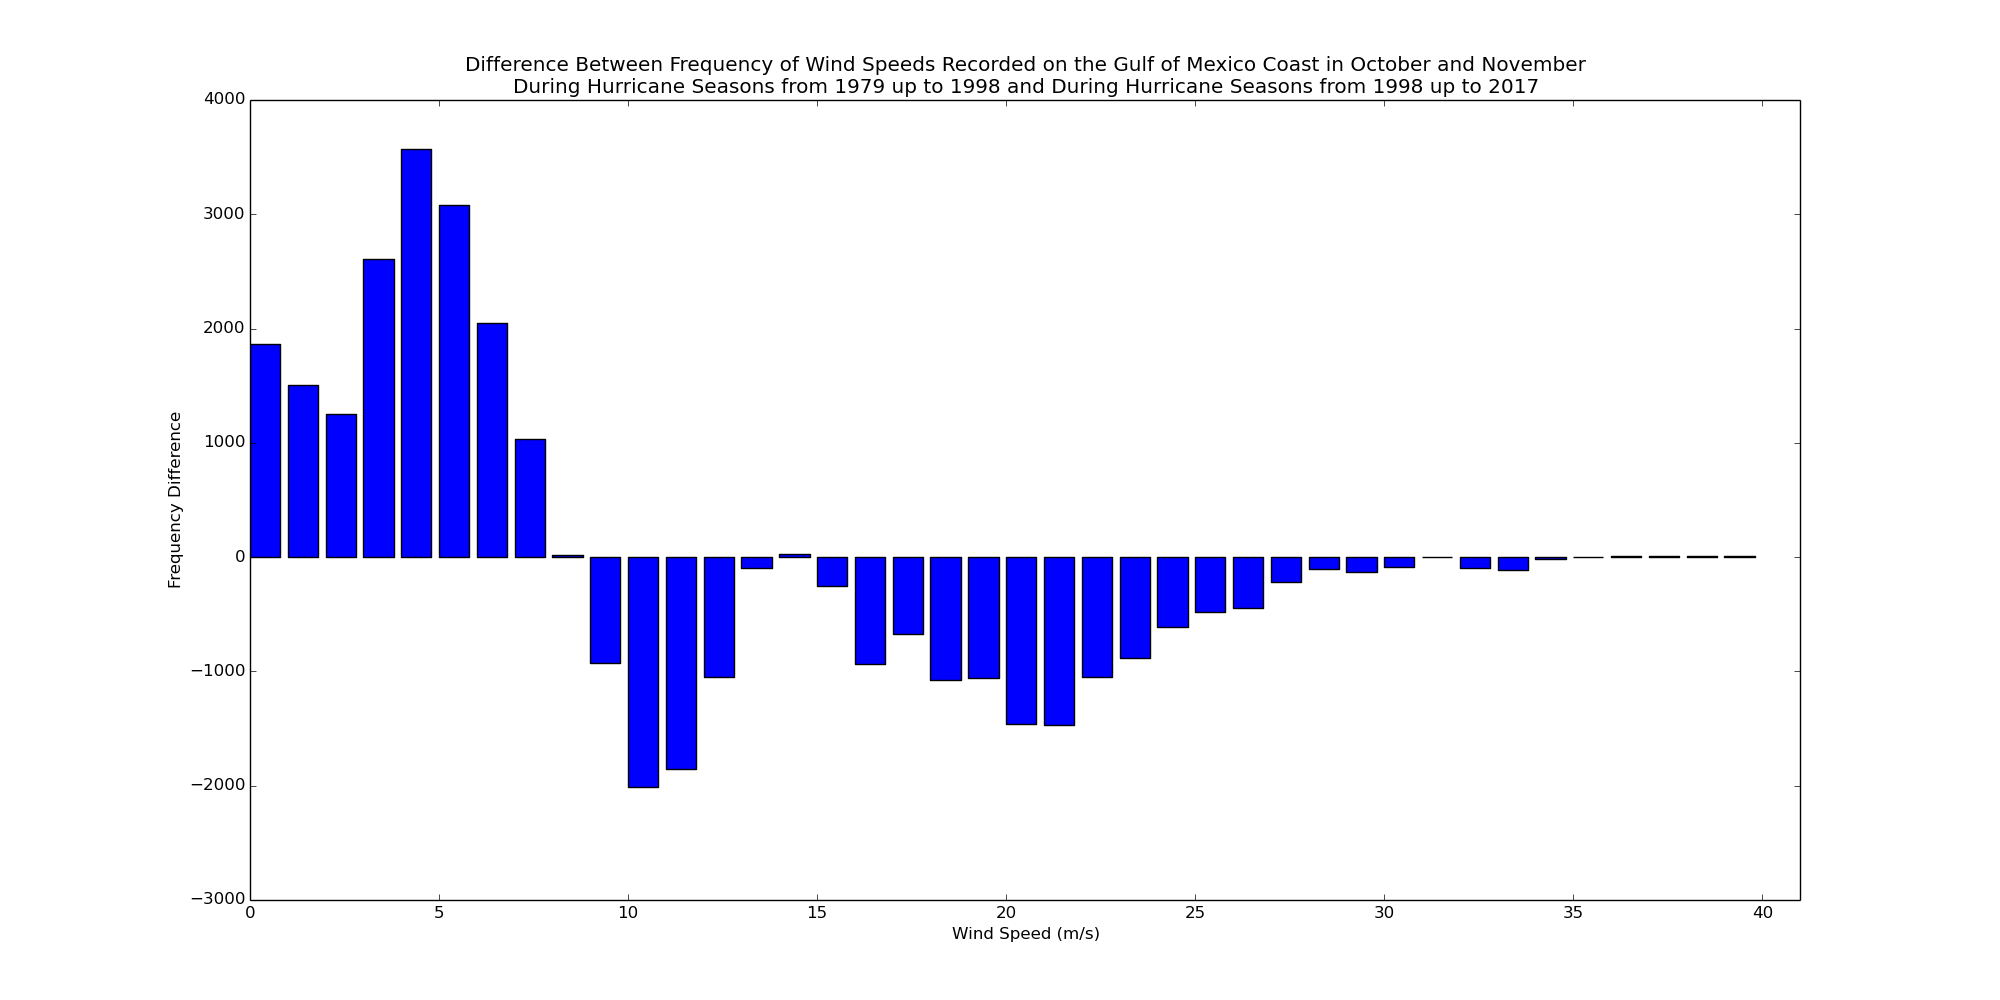 Difference Between Frequency of Wind Speeds Recorded on the Gulf of Mexico Coast in October and November
During Hurricane Seasons from 1979 up to 1998 and During Hurricane Seasons from 1998 up to 2017
4000
3000
2000
1000
0
−1000
−2000
−3000
Frequency Difference
0 5 10 15 20 25 30 35 40
Wind Speed (m/s)